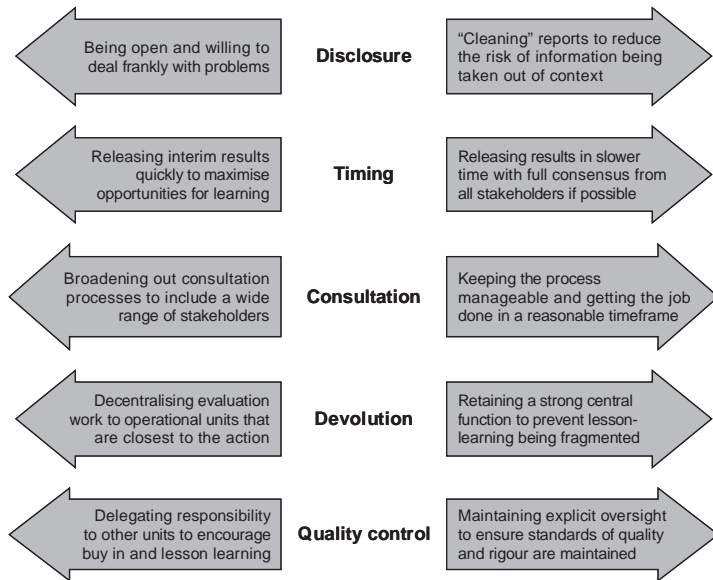 Being open and willing to
deal frankly with problems
Disclosure
“Cleaning” reports to reduce
the risk of information being
taken out of context
Releasing interim results
quickly to maximise
opportunities for learning
Timing
Releasing results in slower
time with full consensus from
all stakeholders if possible
Broadening out consultation
processes to include a wide
range of stakeholders
Consultation
Keeping the process
manageable and getting the job
done in a reasonable timeframe
Decentralising evaluation
work to operational units that
are closest to the action
Devolution
Retaining a strong central
function to prevent lesson-
learning being fragmented
Delegating responsibility
to other units to encourage
buy in and lesson learning
Quality control
Maintaining explicit oversight
to ensure standards of quality
and rigour are maintained